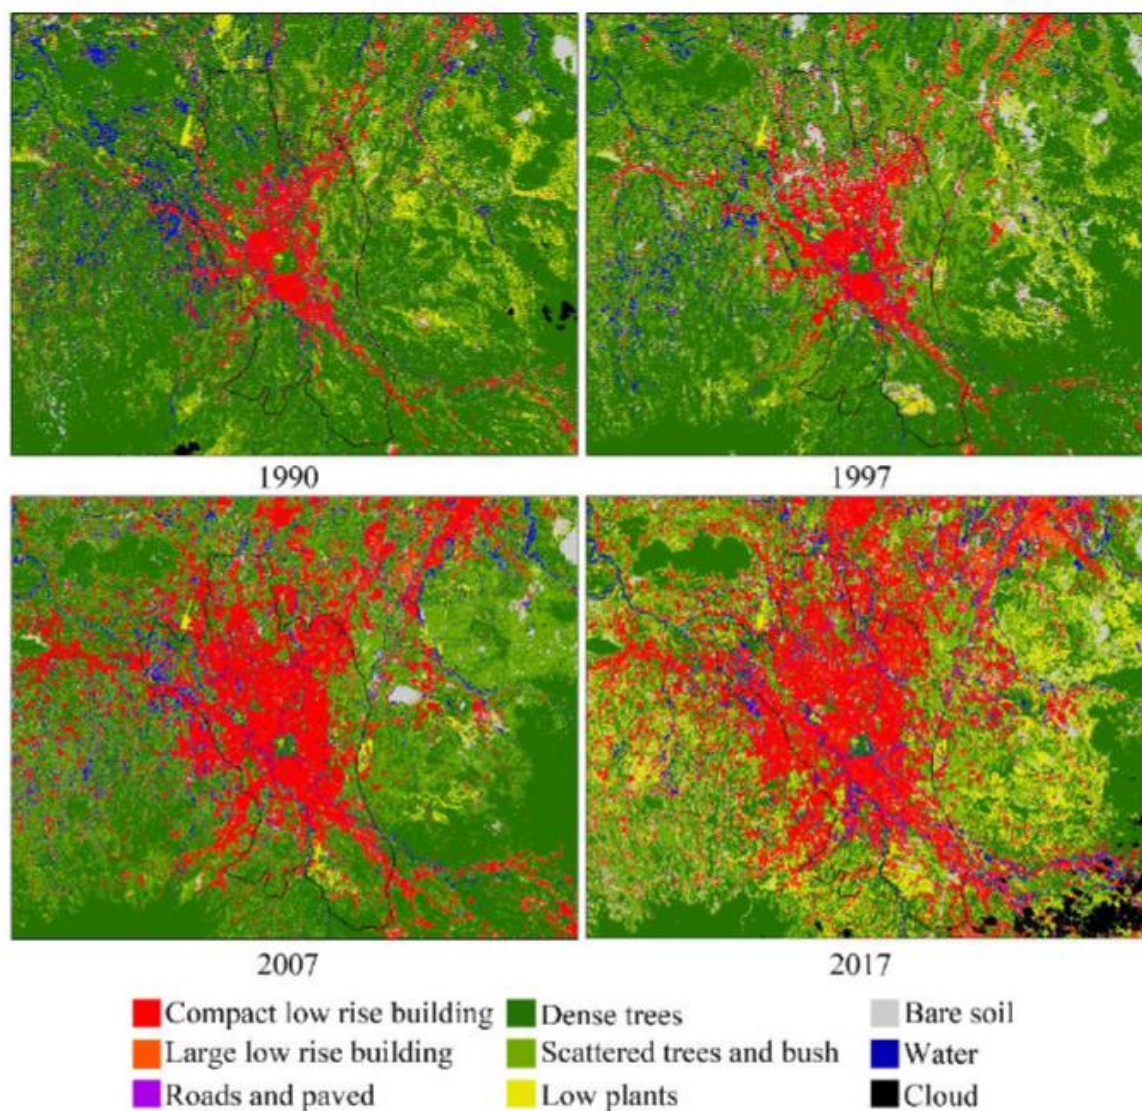 1990
1997
2007
2017
Compact low rise building
Dense trees
Bare soil
Large low rise building
Scattered trees and bush
Water
Roads and paved
Low plants
Cloud